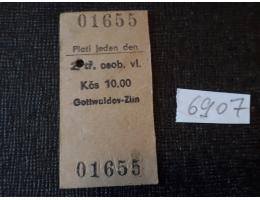 01655
Platí jeden den
2 tř. osob. vl.
Kčs 10.00
Gottwaldov-Zlín
01655
6907